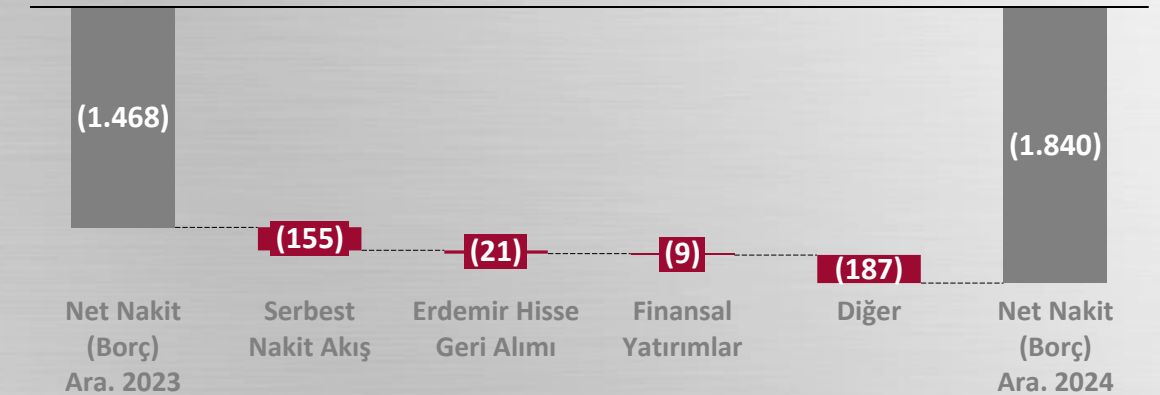 (1.468)
(1.840)
(155)
(21)
(9)
(187)
Net Nakit
(Borç)
Ara. 2023
Serbest
Nakit Akış
Erdemir Hisse
Geri Alımı
Finansal
Yatırımlar
Diğer
Net Nakit
(Borç)
Ara. 2024